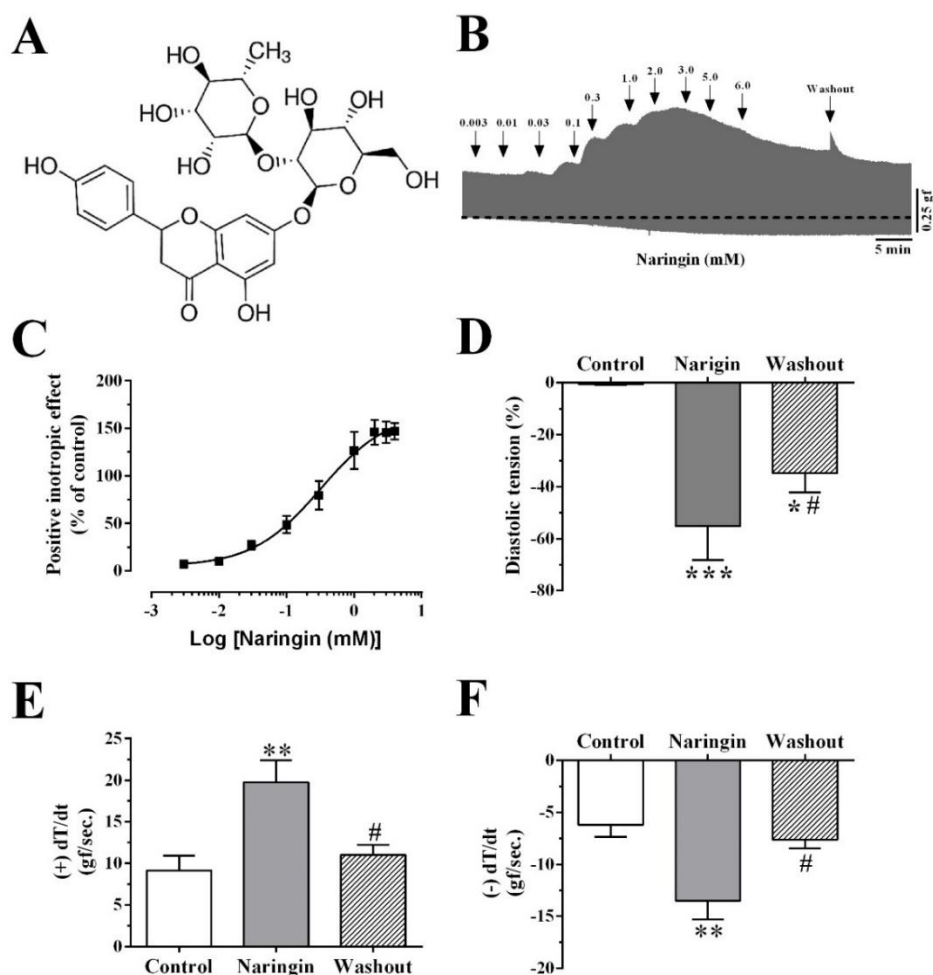 A
OH
CH3
HO
HO
O
HO
OH
OH
HO
O
O
OH
O
HO
O
O
OH
B
0.003
0.01
0.03
0.1
0.3
1.0
2.0
3.0
5.0
6.0
Washout
0.25 gf
5 min
Naringin (mM)
C
Positive inotropic effect
(% of control)
200
150
100
50
0
-3
-2
-1
0
1
Log [Naringin (mM)]
D
Control
Narigin
Washout
Diastolic tension (%)
0
-20
-40
-60
-80
***
*#
E
(+) dT/dt
(gf/sec.)
25
20
15
10
5
0
**
#
Control
Naringin
Washout
F
Control
Naringin
Washout
(-) dT/dt
(gf/sec.)
0
-5
-10
-15
-20
**
#